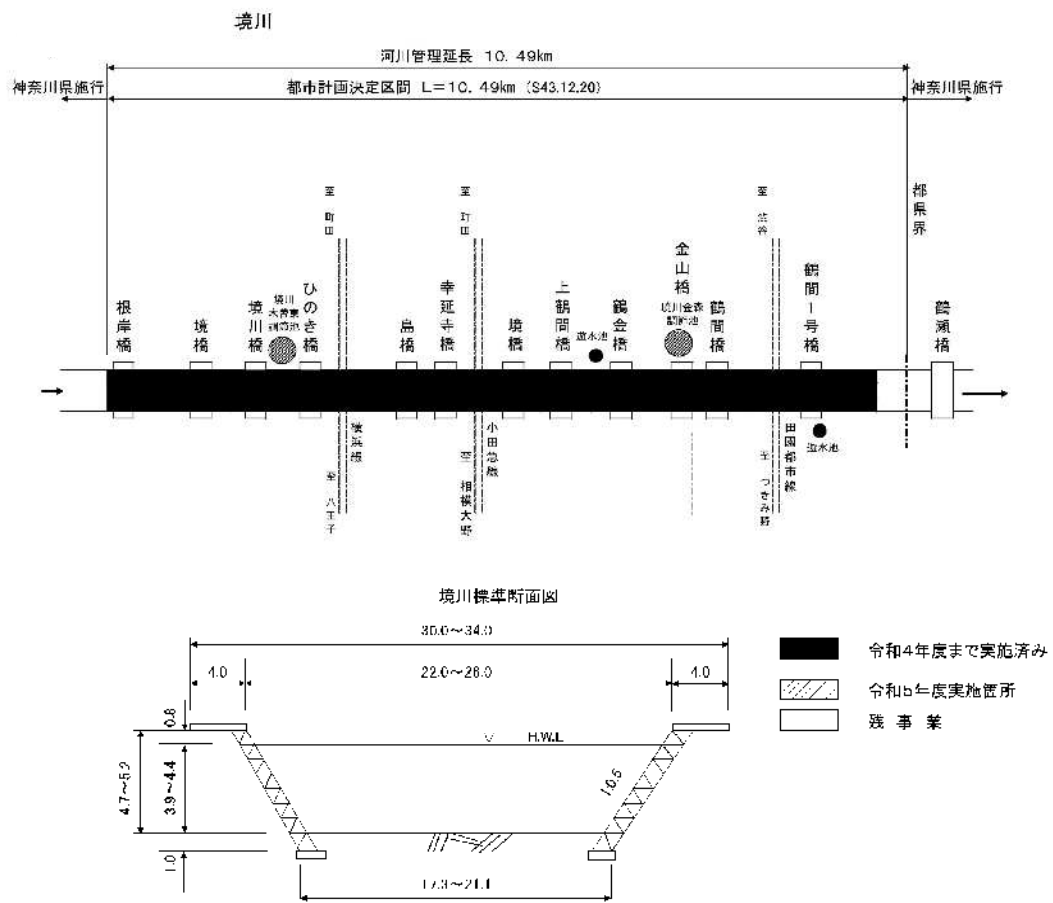 境川
河川管理延長 10.49km
神奈川県施行
都市計画決定区間 L=10.49km (S43.12.20)
神奈川県施行
都県界
至 町田
至 町田
至 渋谷
根岸橋
境橋
境川橋
境川
木曽東
調節池
ひのき橋
島橋
幸延寺橋
境橋
上鶴間橋
遊水池
鶴金橋
金山橋
境川金森
調節池
鶴間橋
鶴間1号橋
鶴瀬橋
横浜線
至 八王子
小田急線
至 相模大野
田園都市線
至 つきみ野
遊水池
境川標準断面図
30.0～34.0
4.0
22.0～26.0
4.0
0.8
H.W.L
4.7～5.2
3.9～4.4
1:0.5
1.0
17.3～21.1
令和4年度まで実施済み
令和5年度実施箇所
残事業